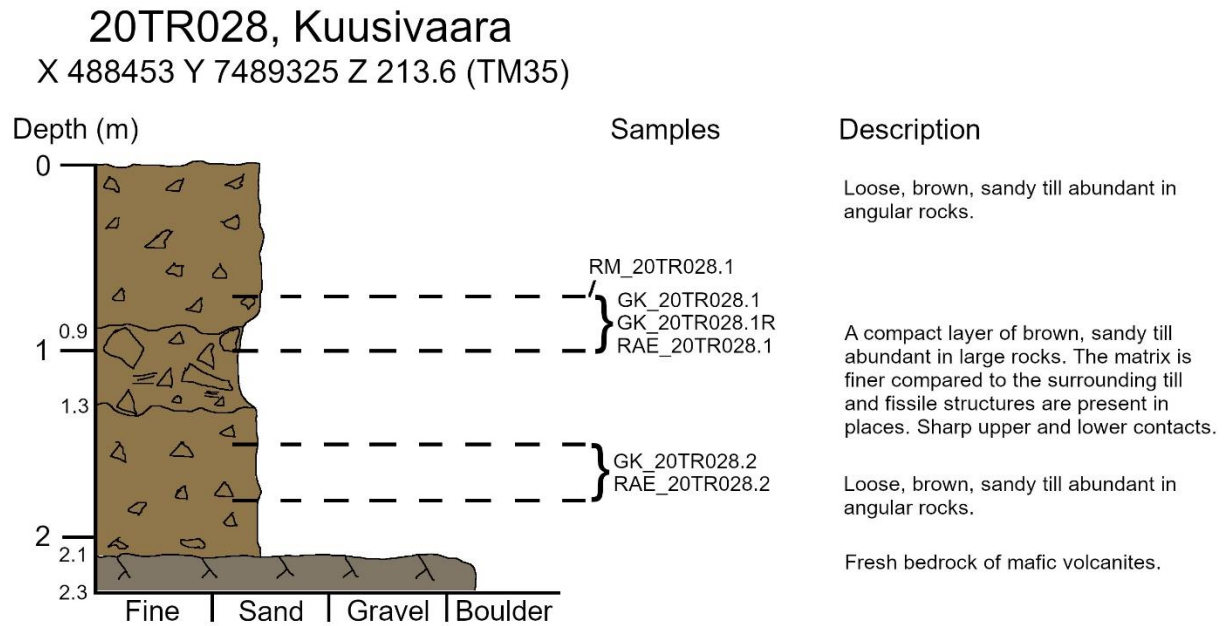 20TR028, Kuusivaara
X 488453 Y 7489325 Z 213.6 (TM35)
Depth (m)
Samples
Description
0
Loose, brown, sandy till abundant in
angular rocks.
RM_20TR028.1
GK_20TR028.1
GK_20TR028.1R
RAE_20TR028.1
0.9
1
A compact layer of brown, sandy till
abundant in large rocks. The matrix is
finer compared to the surrounding till
and fissile structures are present in
places. Sharp upper and lower contacts.
1.3
GK_20TR028.2
RAE_20TR028.2
Loose, brown, sandy till abundant in
angular rocks.
2
2.1
Fresh bedrock of mafic volcanites.
2.3
Fine
Sand
Gravel
Boulder